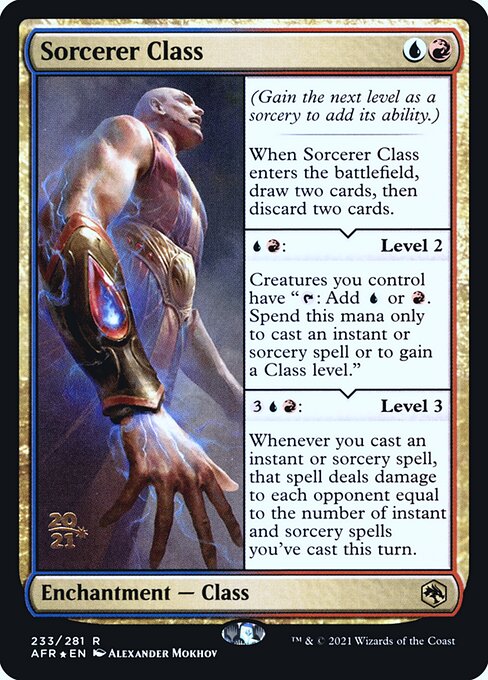 Sorcerer Class
(Gain the next level as a
sorcery to add its ability.)
When Sorcerer Class
enters the battlefield,
draw two cards, then
discard two cards.
: Level 2
Creatures you control
have “: Add or .
Spend this mana only
to cast an instant or
sorcery spell or to gain
a Class level.”
3 : Level 3
Whenever you cast an
instant or sorcery spell,
that spell deals damage
to each opponent equal
to the number of instant
and sorcery spells
you’ve cast this turn.
20
21
Enchantment — Class
233/281 R
AFR★EN Alexander Mokhov
™ & © 2021 Wizards of the Coast